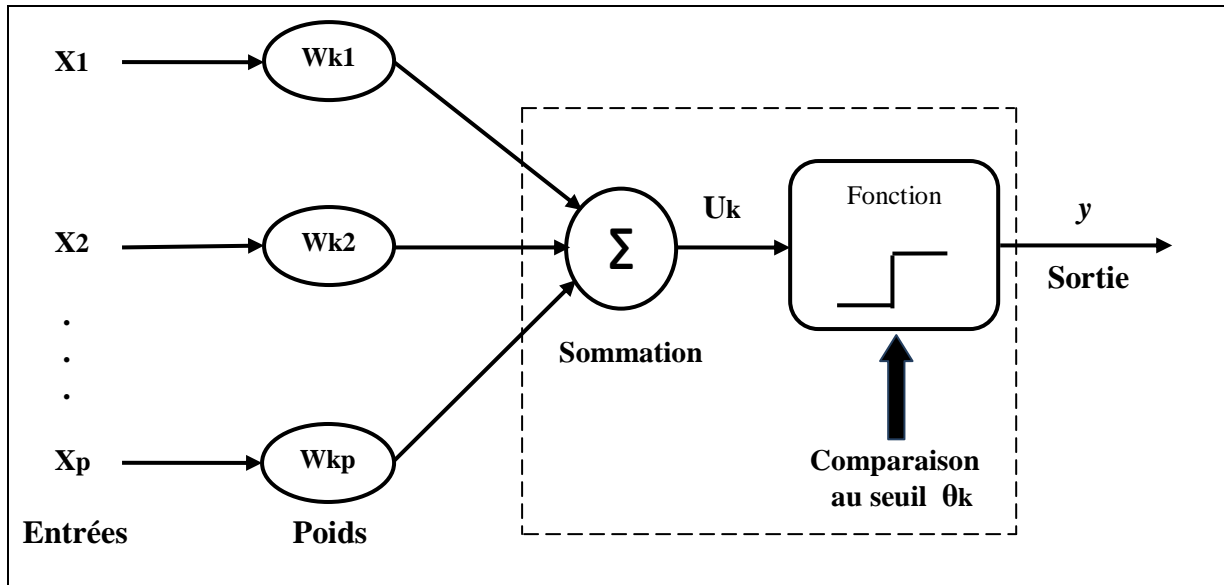 X1
Wk1
X2
Wk2
.
.
.
Xp
Wkp
Entrées
Poids
Σ
Sommation
Uk
Fonction
Comparaison
au seuil θk
y
Sortie